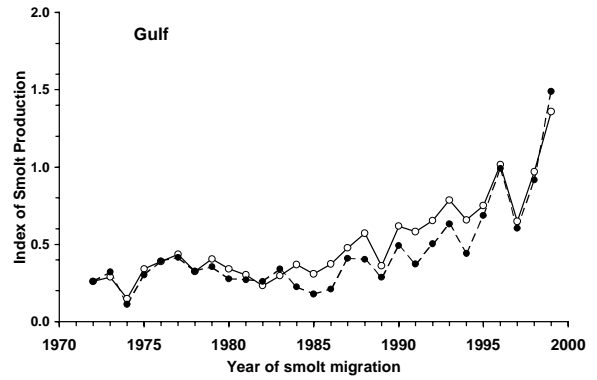 Gulf
Index of Smolt Production
2.0
1.5
1.0
0.5
0.0
1970 1975 1980 1985 1990 1995 2000
Year of smolt migration